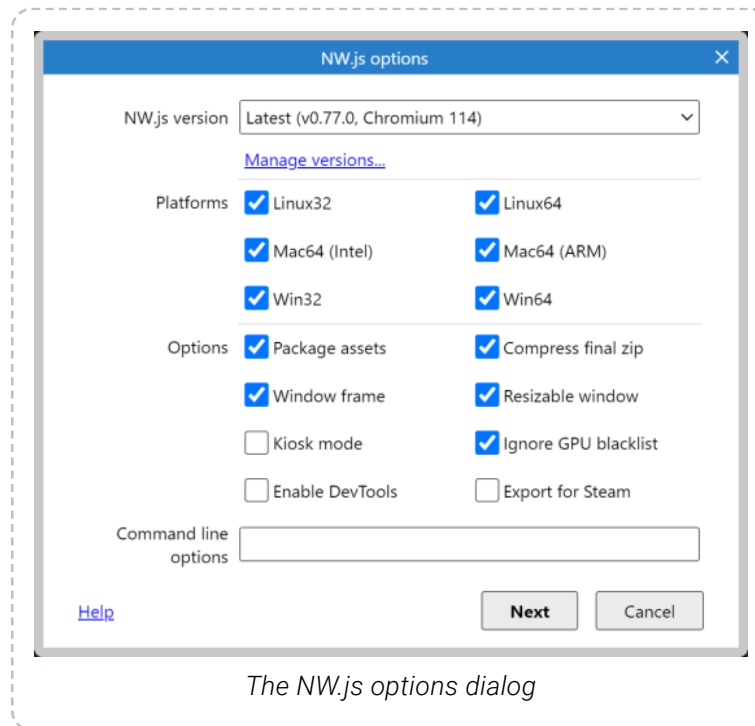 NW.js options
NW.js version Latest (v0.77.0, Chromium 114)
Manage versions...
Platforms Linux32 Linux64
Mac64 (Intel) Mac64 (ARM)
Win32 Win64
Options Package assets Compress final zip
Window frame Resizable window
Kiosk mode Ignore GPU blacklist
Enable DevTools Export for Steam
Command line
options
Help Next Cancel
The NW.js options dialog